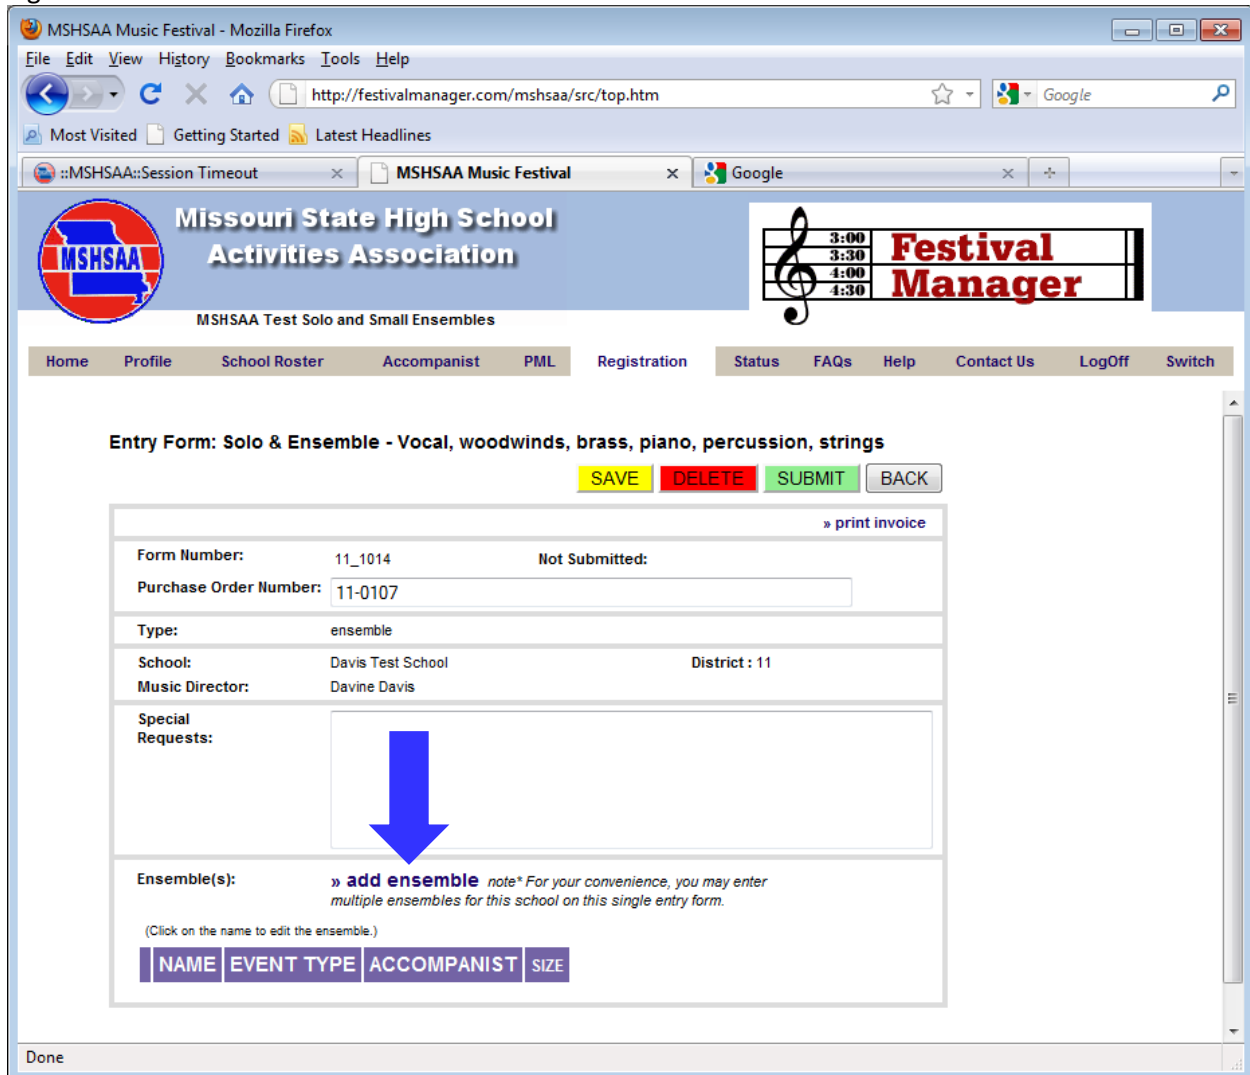 MSHSAA Music Festival - Mozilla Firefox
File Edit View History Bookmarks Tools Help
http://festivalmanager.com/mshsaa/src/top.htm Google
Most Visited Getting Started Latest Headlines
::MSHSAA::Session Timeout MSHSAA Music Festival Google
Missouri State High School
Activities Association
MSHSAA
3:00
3:30
4:00
4:30
Festival
Manager
MSHSAA Test Solo and Small Ensembles
Home Profile School Roster Accompanist PML Registration Status FAQs Help Contact Us LogOff Switch
Entry Form: Solo & Ensemble - Vocal, woodwinds, brass, piano, percussion, strings
SAVE DELETE SUBMIT BACK
» print invoice
Form Number: 11_1014 Not Submitted:
Purchase Order Number: 11-0107
Type: ensemble
School: Davis Test School District : 11
Music Director: Davine Davis
Special
Requests:
Ensemble(s): » add ensemble note* For your convenience, you may enter
multiple ensembles for this school on this single entry form.
(Click on the name to edit the ensemble.)
NAME EVENT TYPE ACCOMPANIST SIZE
Done